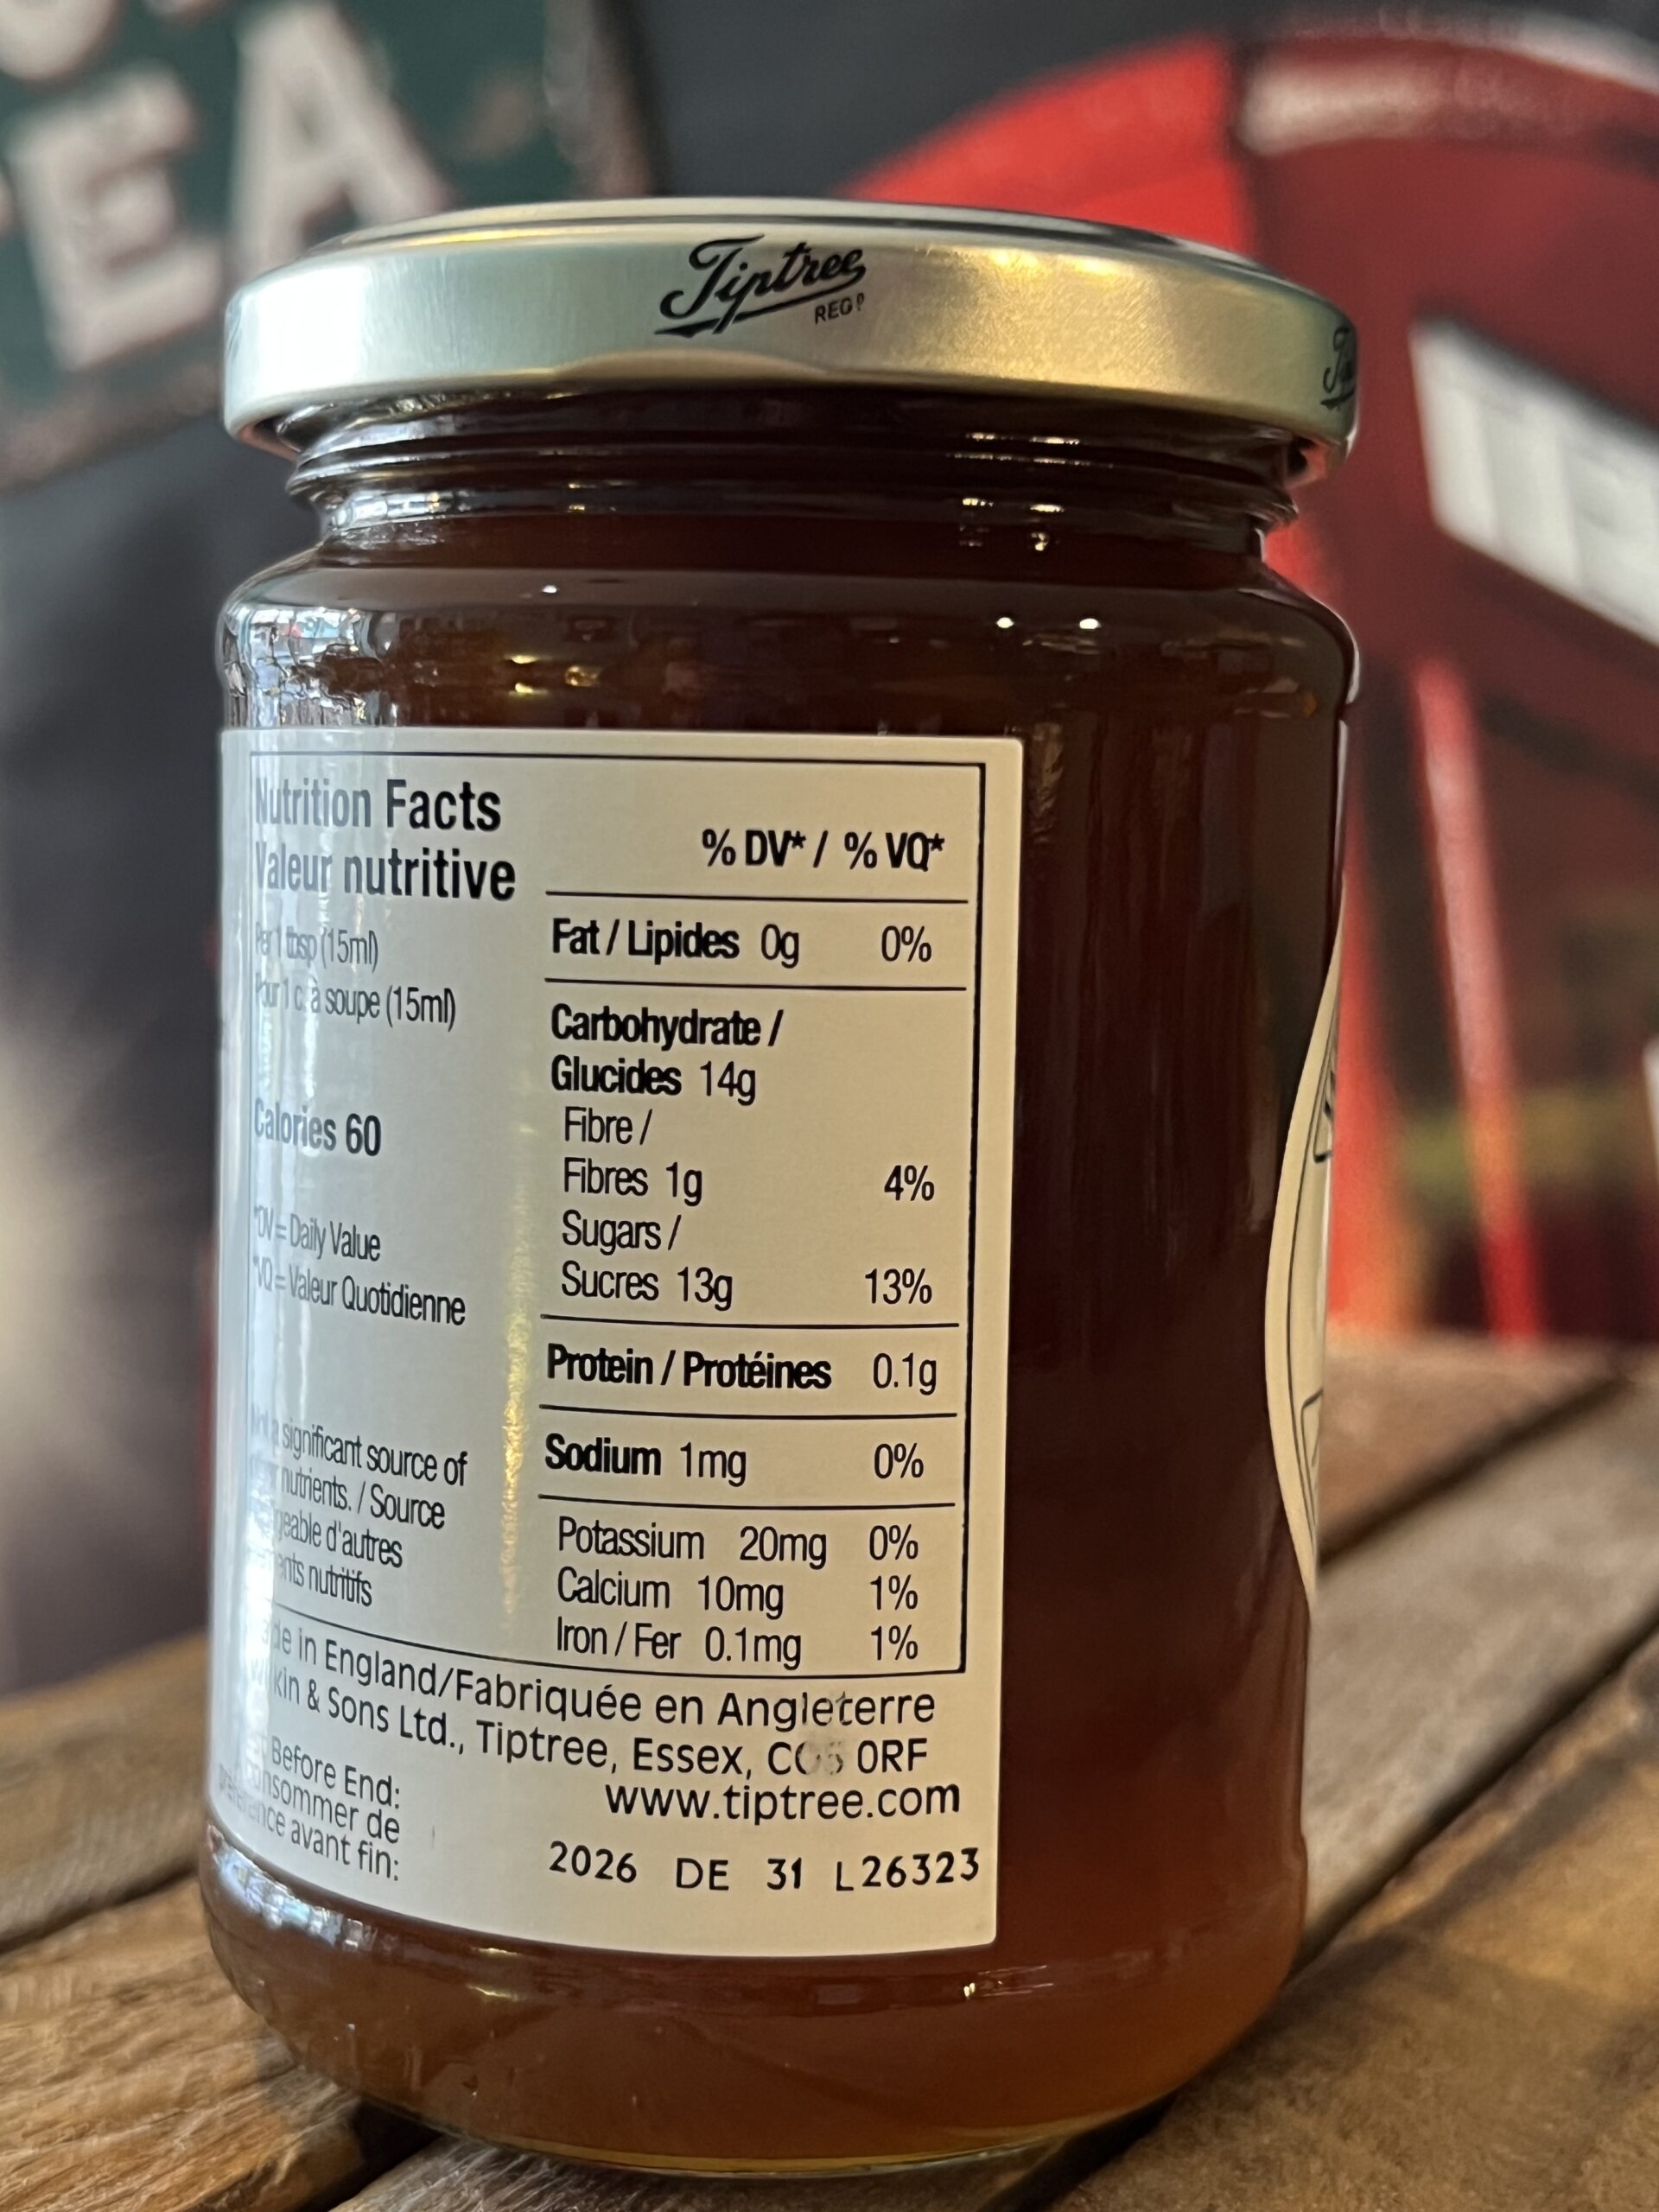 EA
Tiptree
REGD
Nutrition Facts
Valeur nutritive
Per 1 tbsp (15ml)
Pour 1 c. à soupe (15ml)
Calories 60
*DV = Daily Value
*VQ = Valeur Quotidienne
significant source of
nutrients. / Source
d'autres
nutritifs
% DV* / % VQ*
Fat / Lipides 0g 0%
Carbohydrate /
Glucides 14g
Fibre /
Fibres 1g 4%
Sugars /
Sucres 13g 13%
Protein / Protéines 0.1g
Sodium 1mg 0%
Potassium 20mg 0%
Calcium 10mg 1%
Iron / Fer 0.1mg 1%
in England/Fabriquée en Angleterre
& Sons Ltd., Tiptree, Essex, CO5 0RF
www.tiptree.com
Before End:
de
avant fin:
2026 DE 31 L26323